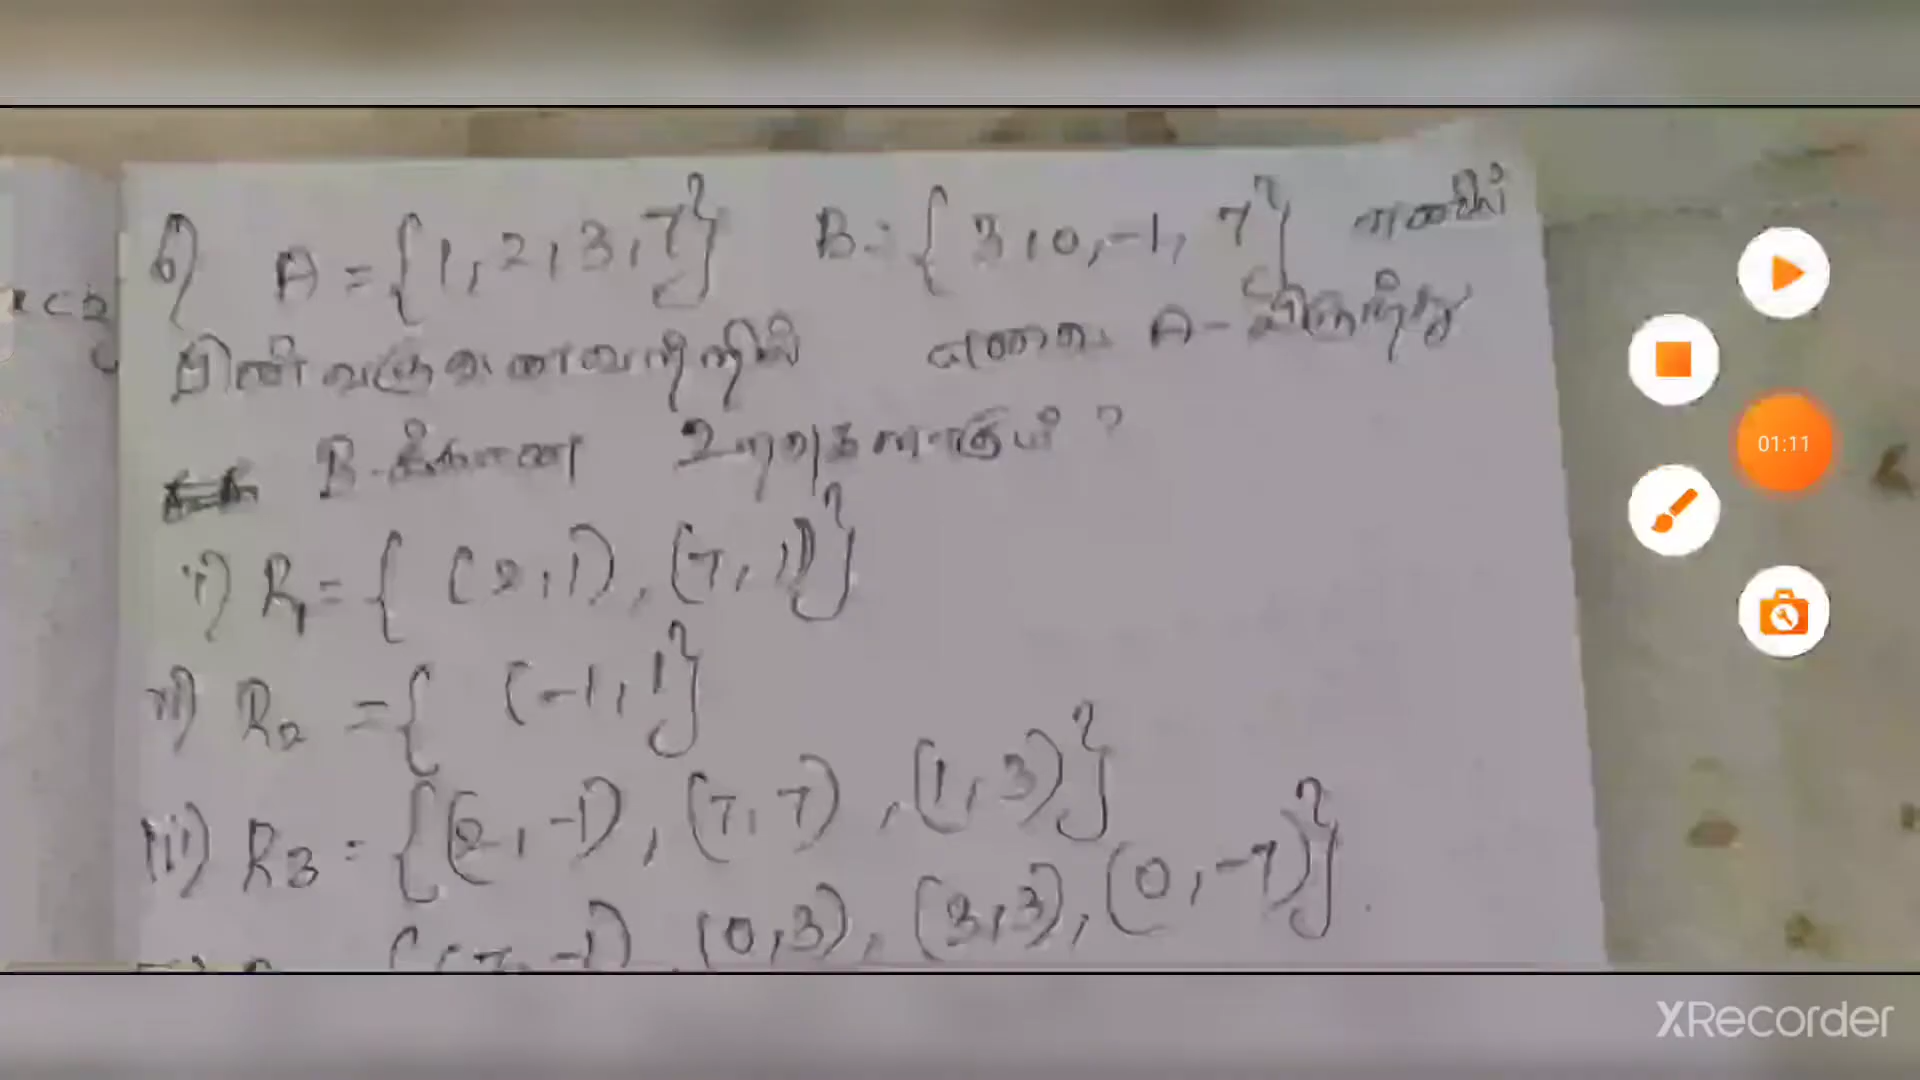 6) A = {1, 2, 3, 7} B = {3, 0, -1, 7} எனில்
பின்வருவனவற்றில் எவை A-லிருந்து
B-க்கான உறவுகளாகும் ?
i) R1 = { (2, 1), (7, 1)}
ii) R2 = { (-1, 1}
iii) R3 = {(2, -1), (7, 7), (1, 3)}
(7, -1), (0, 3), (3, 3), (0, -7)}
01:11
XRecorder